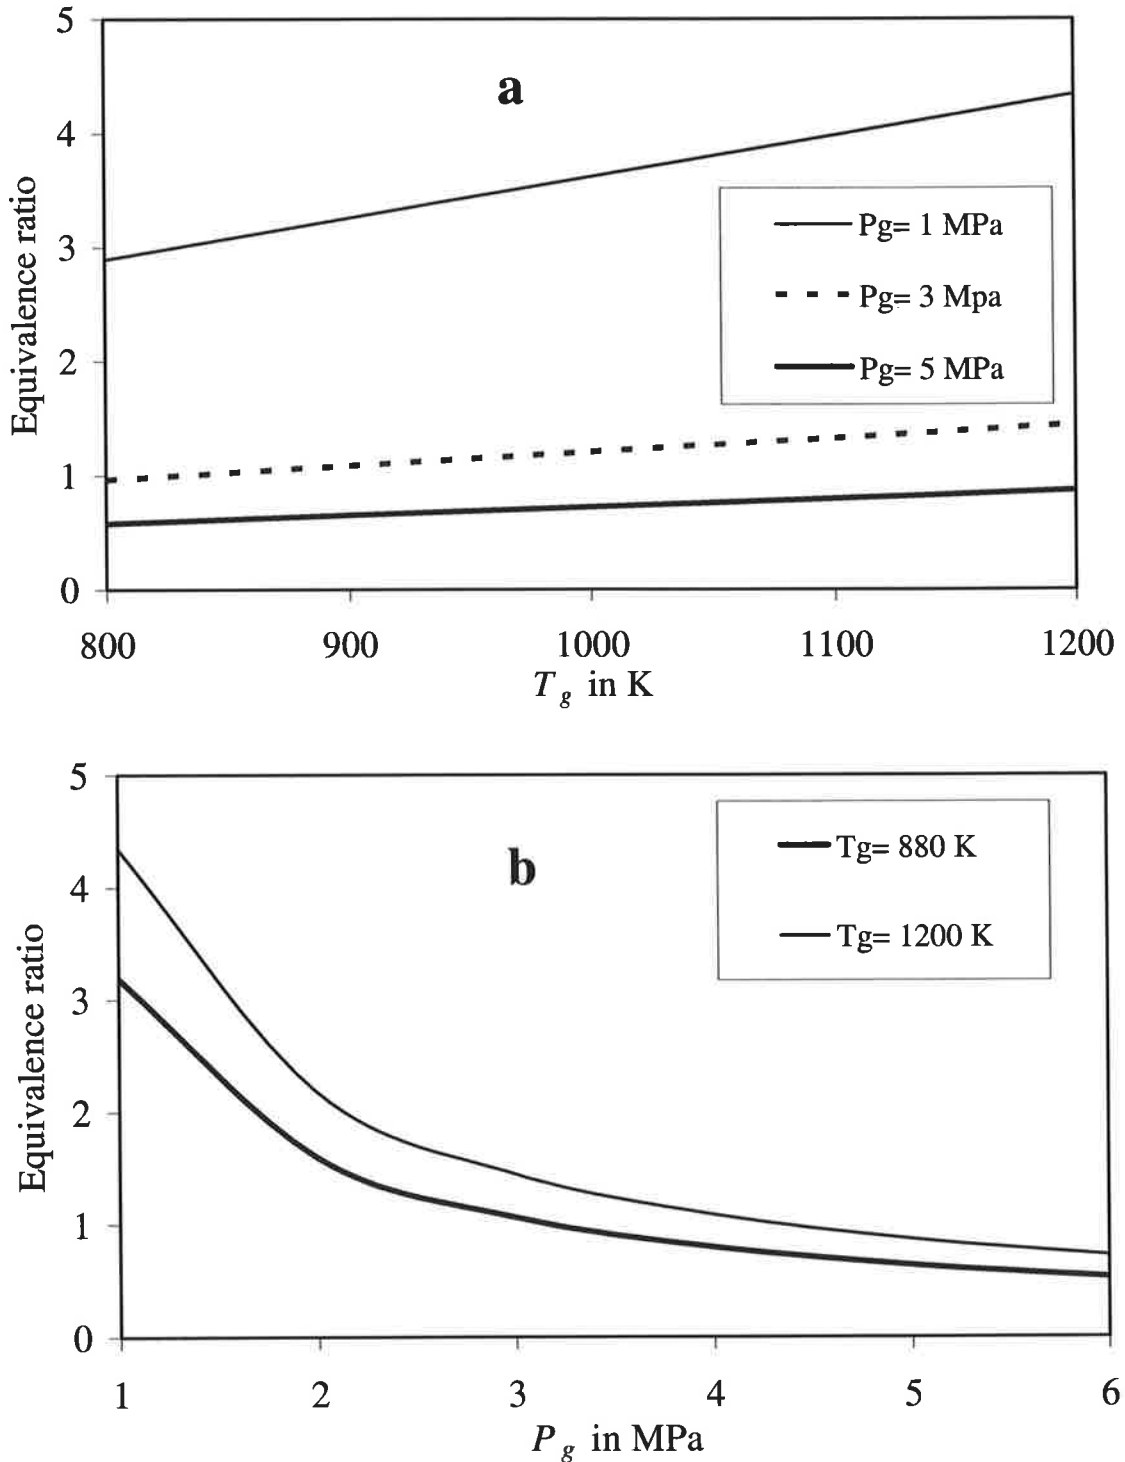 5
a
4
Equivalence ratio
3
2
1
0
Pg= 1 MPa
Pg= 3 Mpa
Pg= 5 MPa
800 900 1000 1100 1200
T g in K
5
b
4
Equivalence ratio
3
2
1
0
Tg= 880 K
Tg= 1200 K
1 2 3 4 5 6
P g in MPa